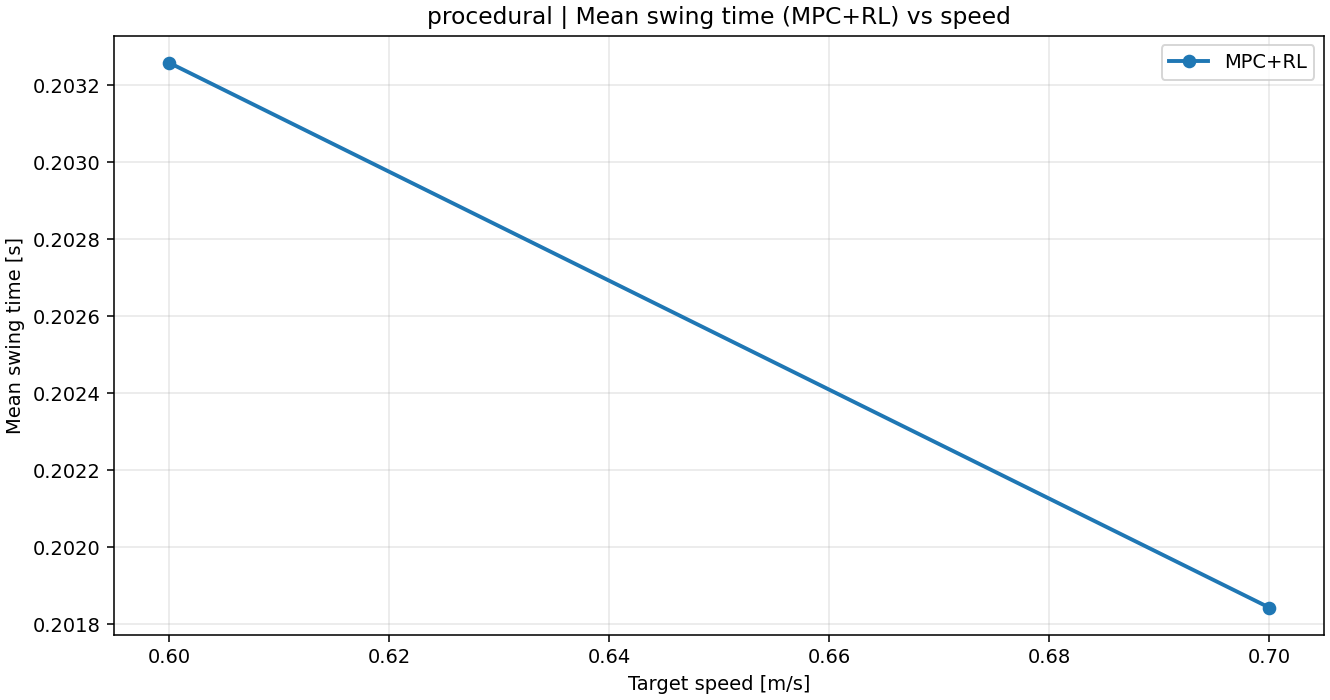 procedural | Mean swing time (MPC+RL) vs speed
MPC+RL
Mean swing time [s]
0.2032
0.2030
0.2028
0.2026
0.2024
0.2022
0.2020
0.2018
0.60 0.62 0.64 0.66 0.68 0.70
Target speed [m/s]